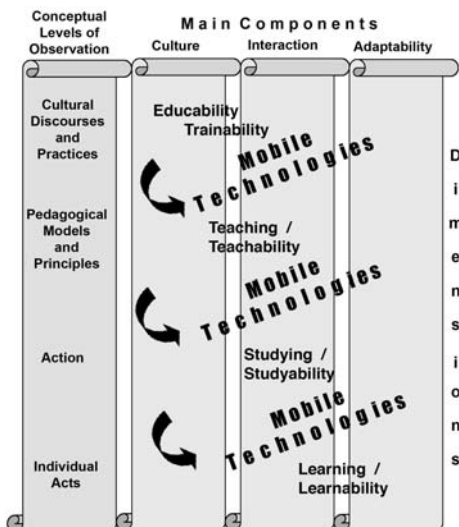 Conceptual
Levels of
Observation
Main Components
Culture
Interaction
Adaptability
Cultural
Discourses
and
Practices
Educability
Trainability
Mobile
Technologies
Pedagogical
Models
and
Principles
Teaching /
Teachability
Mobile
Technologies
Action
Studying /
Studyability
Mobile
Technologies
Individual
Acts
Learning /
Learnability
Dimensions